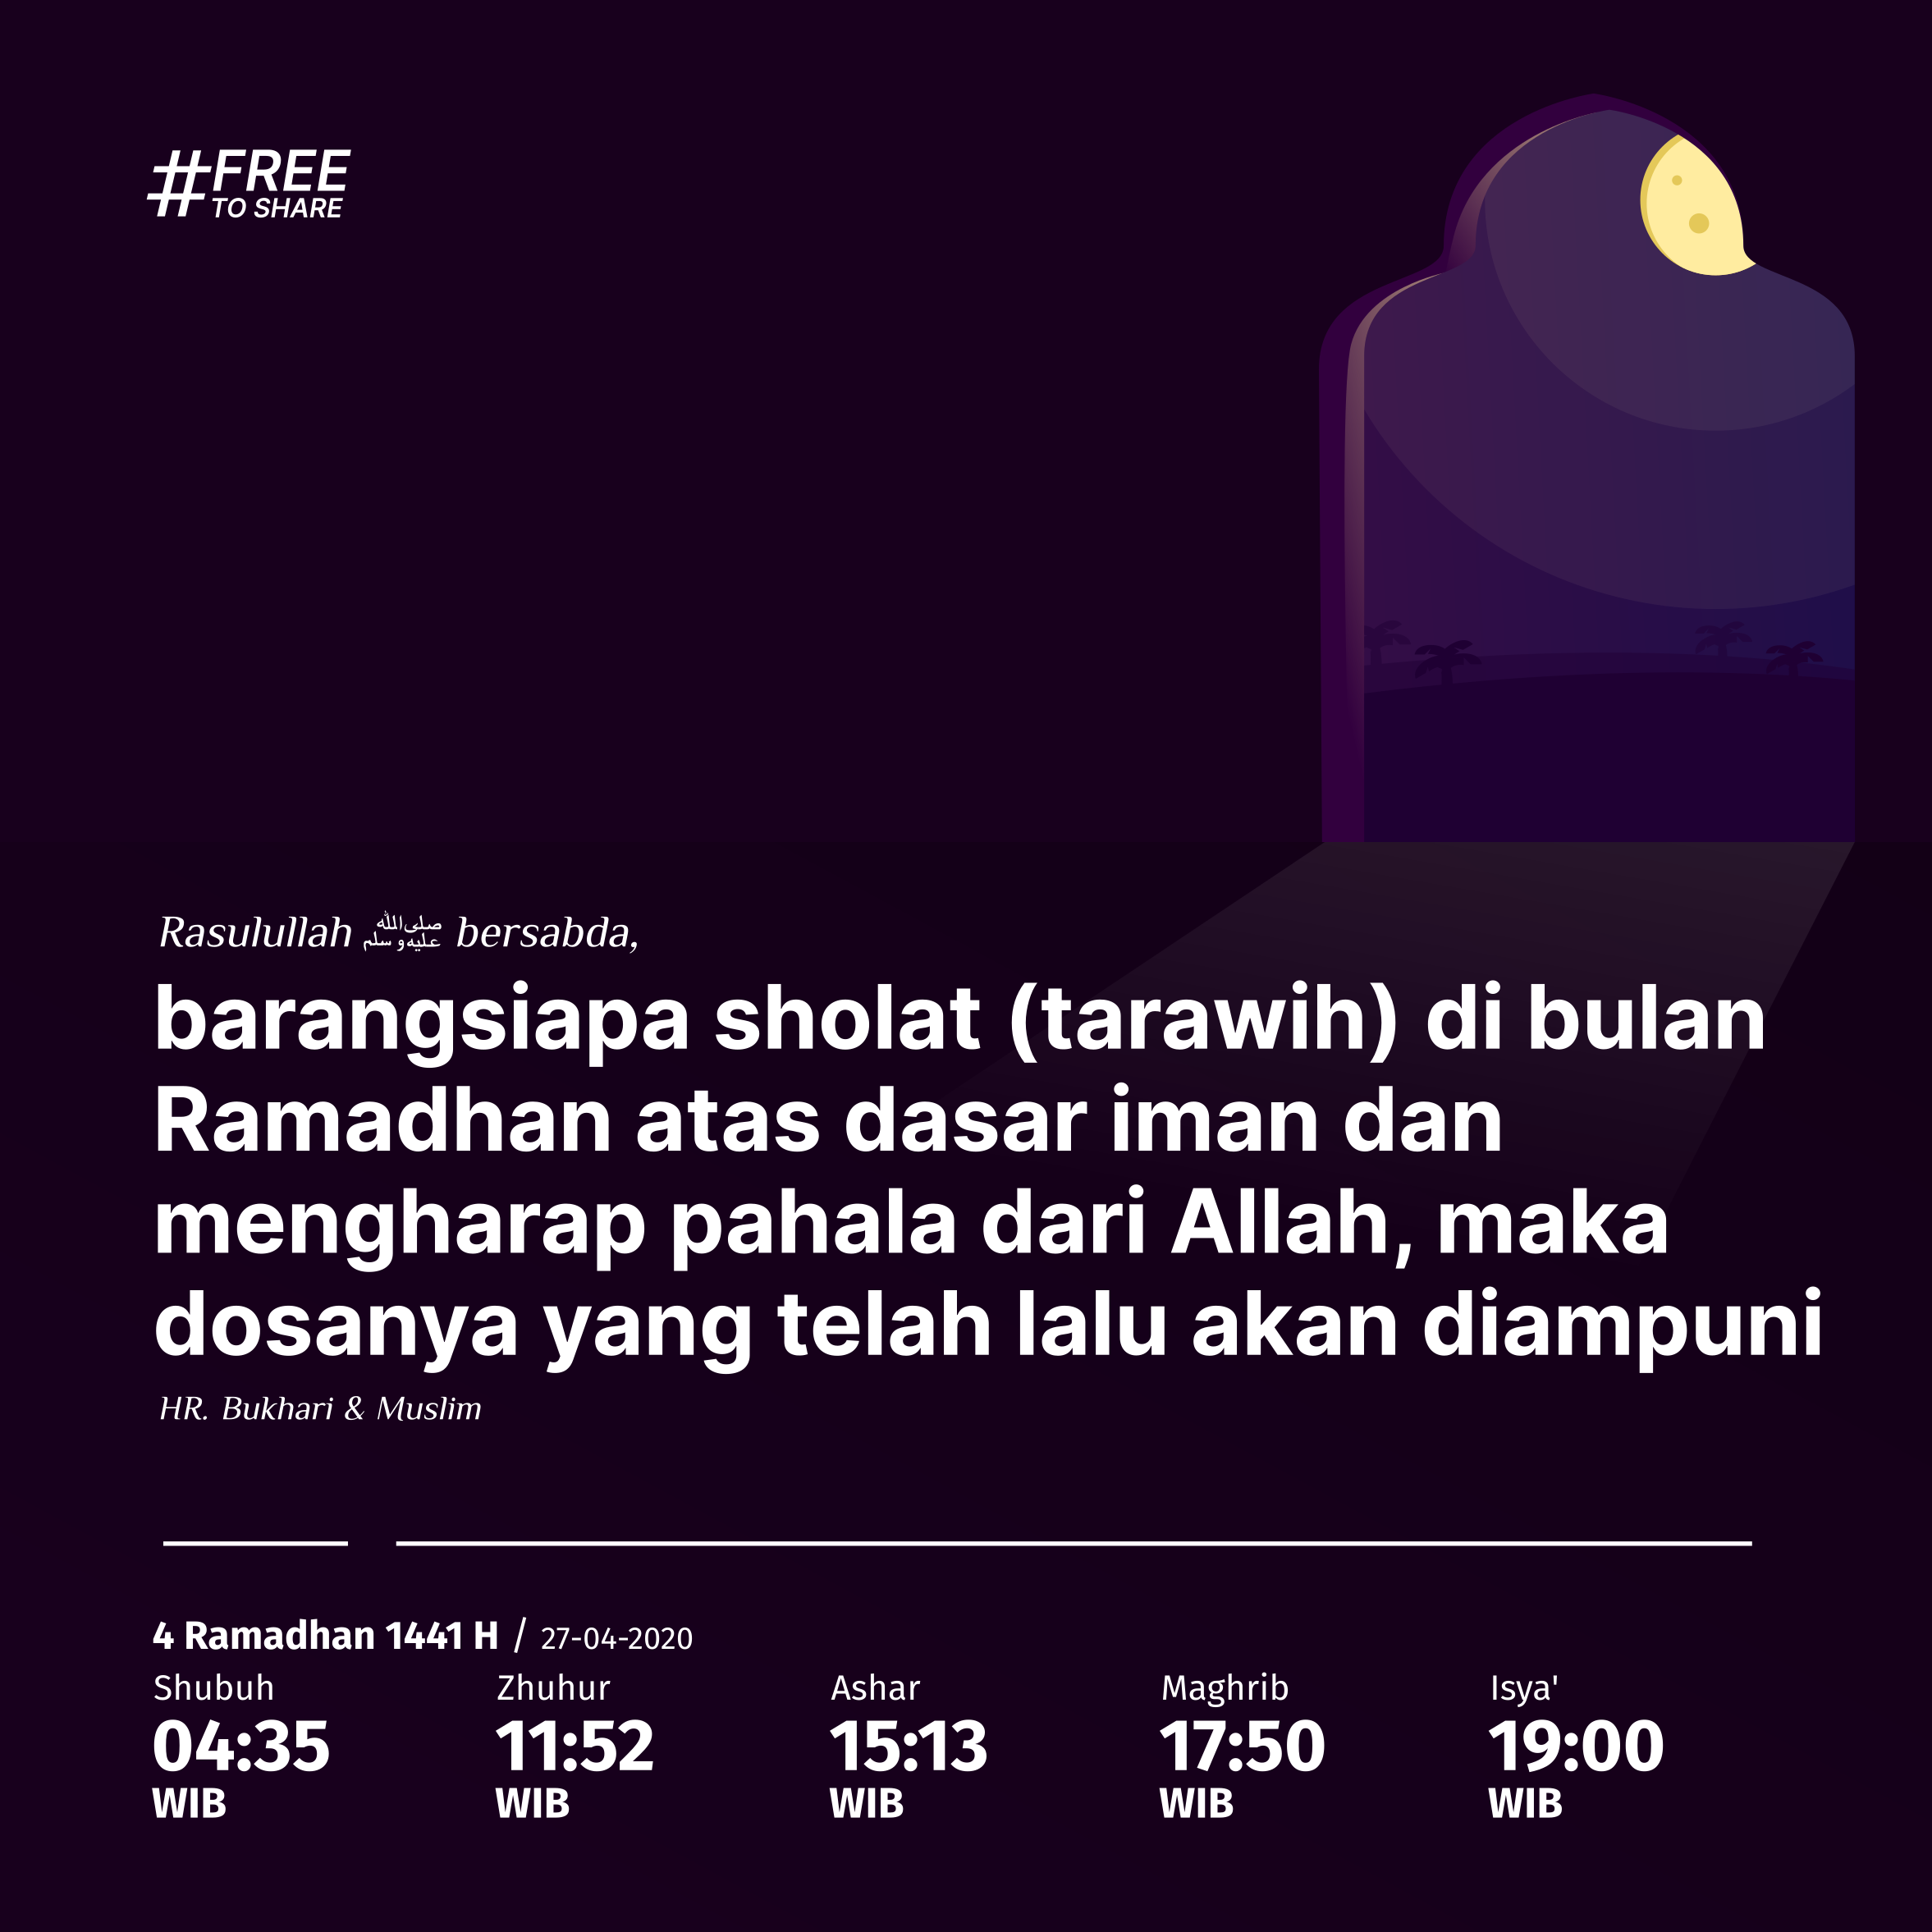 #FREE
TO SHARE
Rasulullah صلى الله عليه وسلم bersabda,
barangsiapa sholat (tarawih) di bulan
Ramadhan atas dasar iman dan
mengharap pahala dari Allah, maka
dosanya yang telah lalu akan diampuni
HR. Bukhari & Muslim
4 Ramadhan 1441 H / 27-04-2020
Shubuh Zhuhur Ashar Maghrib Isya'
04:35 11:52 15:13 17:50 19:00
WIB WIB WIB WIB WIB